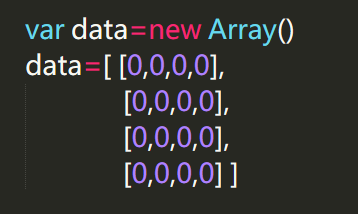 var data=new Array()
data=[ [0,0,0,0],
[0,0,0,0],
[0,0,0,0],
[0,0,0,0] ]